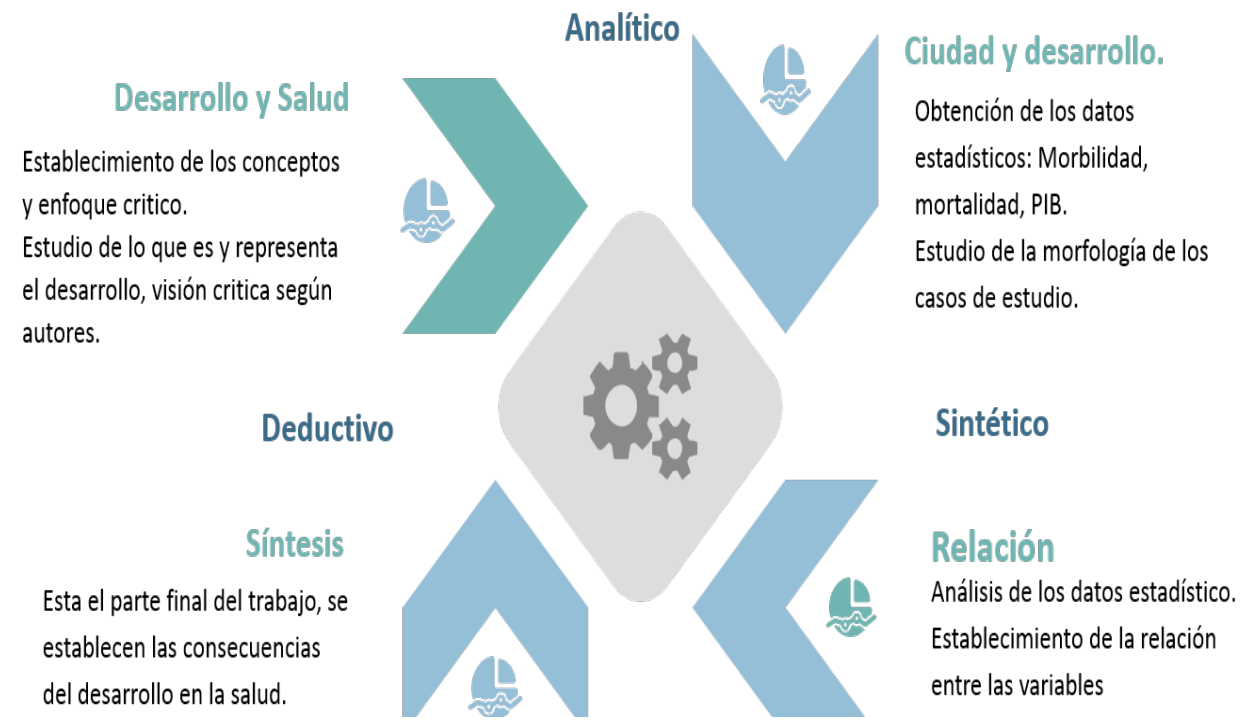 Analítico
Desarrollo y Salud
Establecimiento de los conceptos
y enfoque critico.
Estudio de lo que es y representa
el desarrollo, visión critica según
autores.
Ciudad y desarrollo.
Obtención de los datos
estadísticos: Morbilidad,
mortalidad, PIB.
Estudio de la morfología de los
casos de estudio.
Deductivo
Sintético
Síntesis
Esta el parte final del trabajo, se
establecen las consecuencias
del desarrollo en la salud.
Relación
Análisis de los datos estadístico.
Establecimiento de la relación
entre las variables